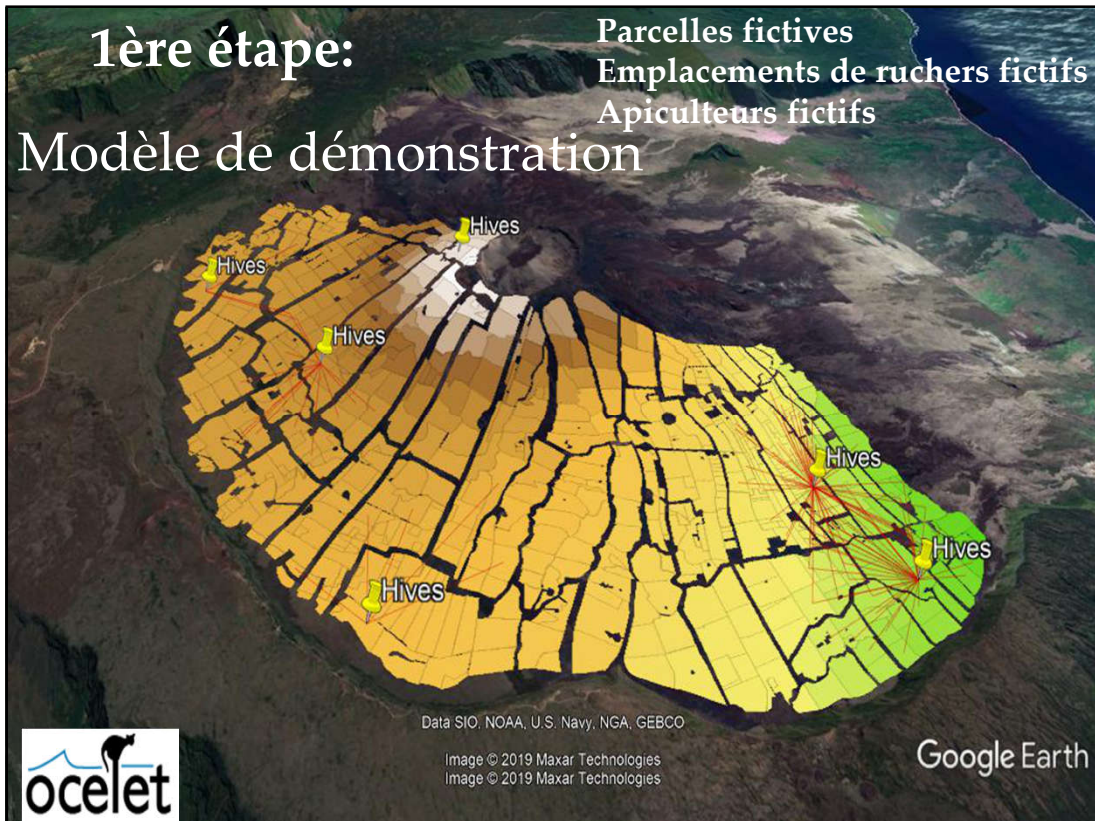 1ère étape:
Parcelles fictives
Emplacements de ruchers fictifs
Apiculteurs fictifs
Modèle de démonstration
Hives
Hives
Hives
Hives
Hives
Hives
Data SIO, NOAA, U.S. Navy, NGA, GEBCO
Image © 2019 Maxar Technologies
Image © 2019 Maxar Technologies
Google Earth
ocelet